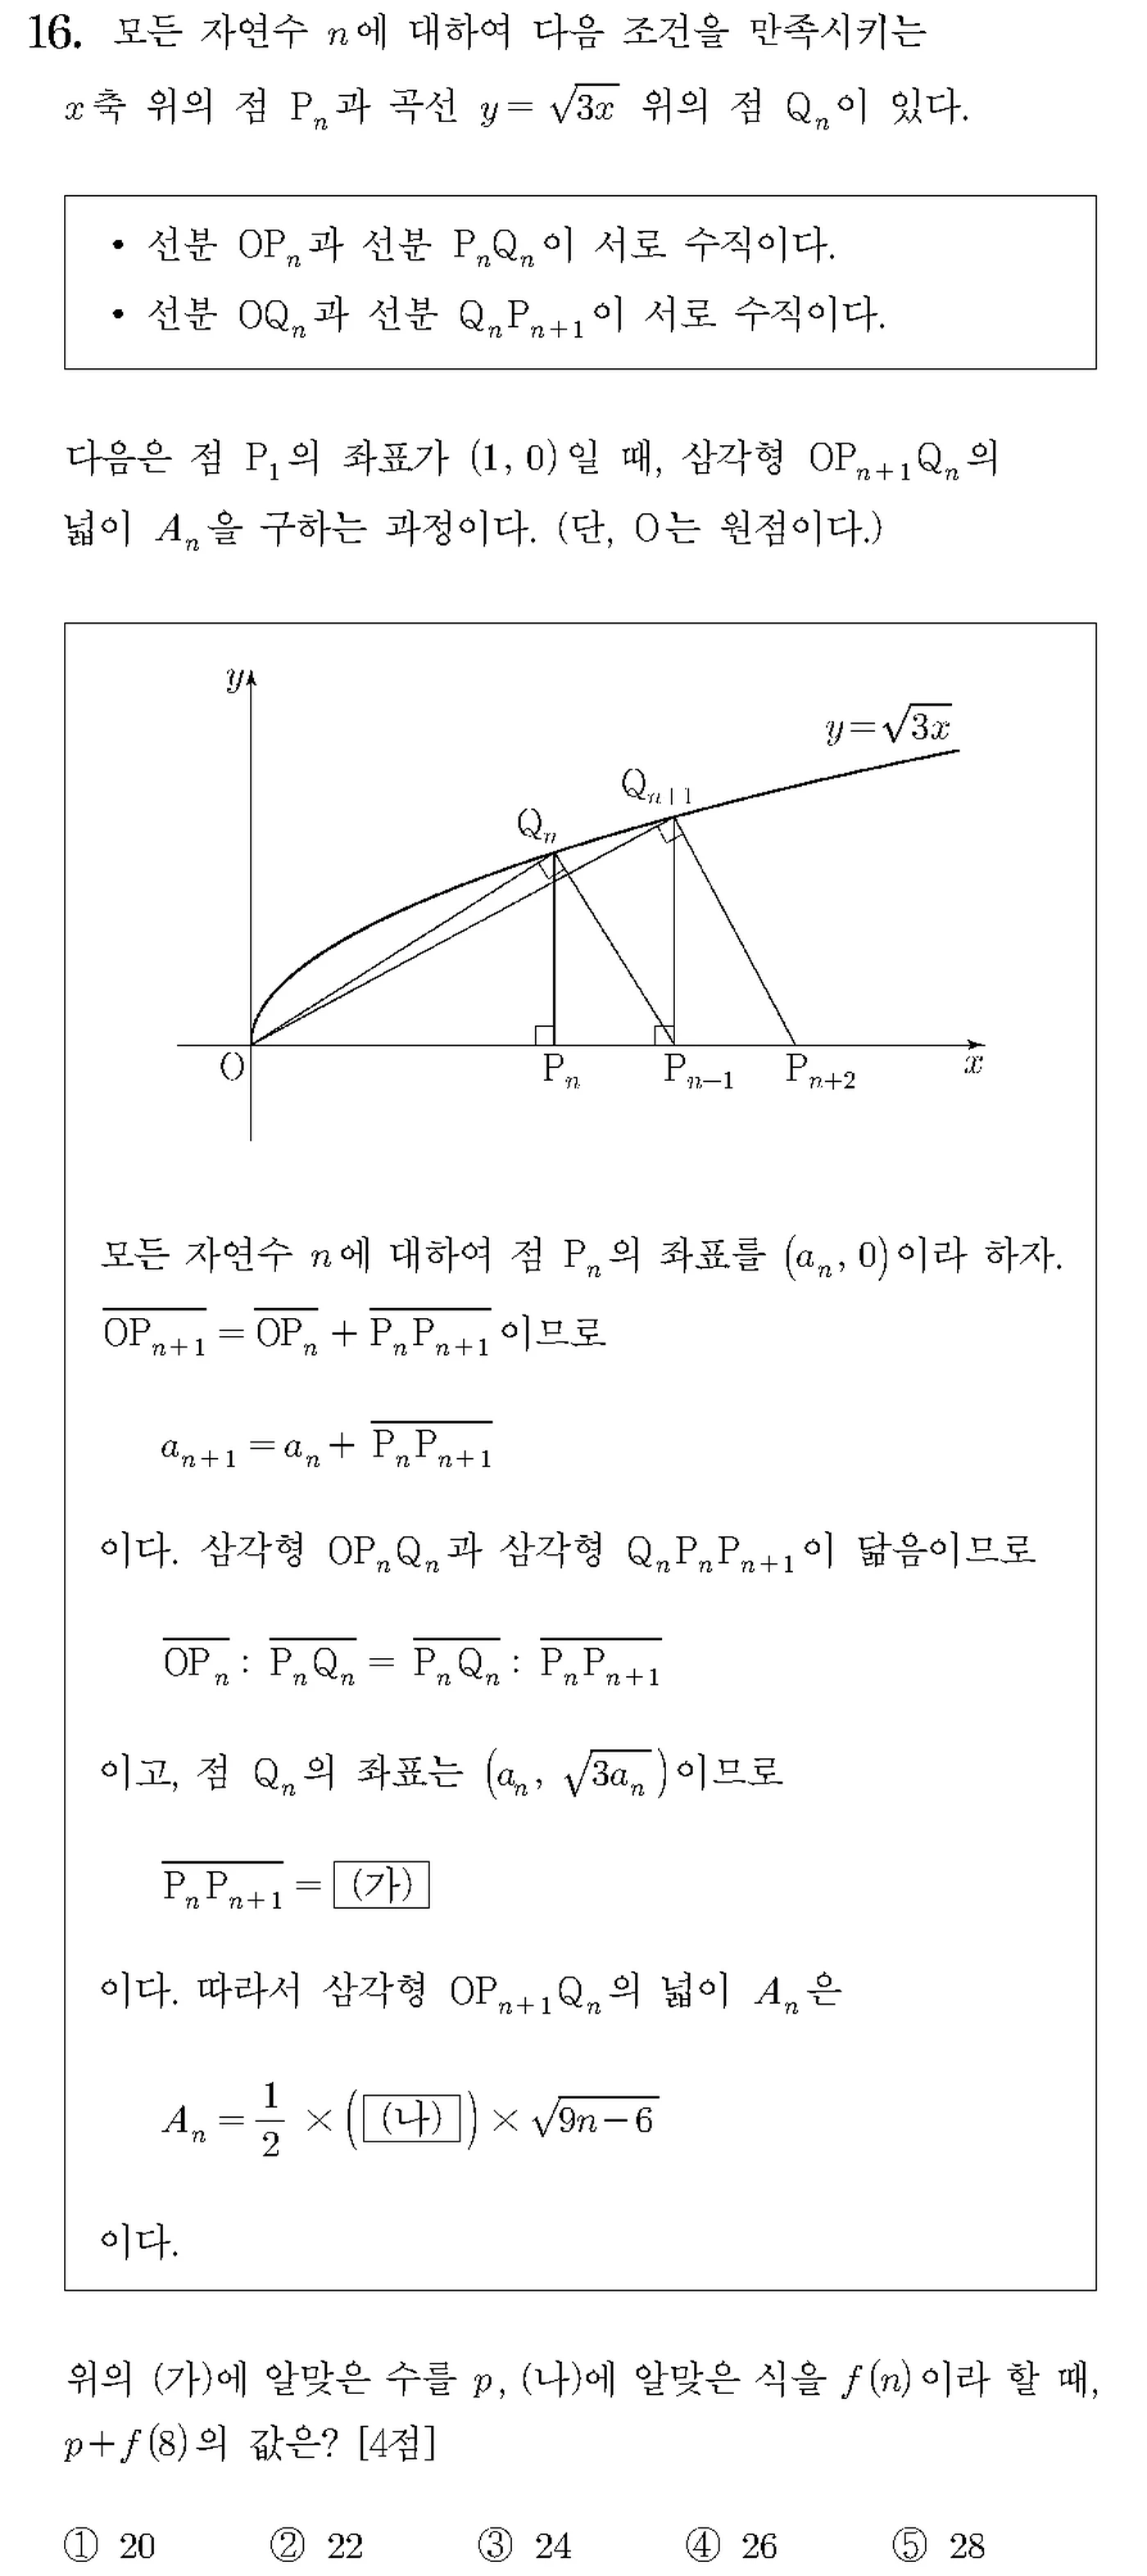 16. 모든 자연수 n에 대하여 다음 조건을 만족시키는
x축 위의 점 Pₙ과 곡선 y=√(3x) 위의 점 Qₙ이 있다.
• 선분 OPₙ과 선분 PₙQₙ이 서로 수직이다.
• 선분 OQₙ과 선분 QₙPₙ₊₁이 서로 수직이다.
다음은 점 P₁의 좌표가 (1, 0)일 때, 삼각형 OPₙ₊₁Qₙ의
넓이 Aₙ을 구하는 과정이다. (단, O는 원점이다.)
y
y=√(3x)
Qₙ₊₁
Qₙ
O Pₙ Pₙ₋₁ Pₙ₊₂ x
모든 자연수 n에 대하여 점 Pₙ의 좌표를 (aₙ, 0)이라 하자.
OPₙ₊₁ = OPₙ + PₙPₙ₊₁ 이므로
aₙ₊₁ = aₙ + PₙPₙ₊₁
이다. 삼각형 OPₙQₙ과 삼각형 QₙPₙPₙ₊₁이 닮음이므로
OPₙ : PₙQₙ = PₙQₙ : PₙPₙ₊₁
이고, 점 Qₙ의 좌표는 (aₙ, √(3aₙ))이므로
PₙPₙ₊₁ = (가)
이다. 따라서 삼각형 OPₙ₊₁Qₙ의 넓이 Aₙ은
Aₙ = 1/2 × ( (나) ) × √(9n−6)
이다.
위의 (가)에 알맞은 수를 p, (나)에 알맞은 식을 f(n)이라 할 때,
p+f(8)의 값은? [4점]
① 20 ② 22 ③ 24 ④ 26 ⑤ 28